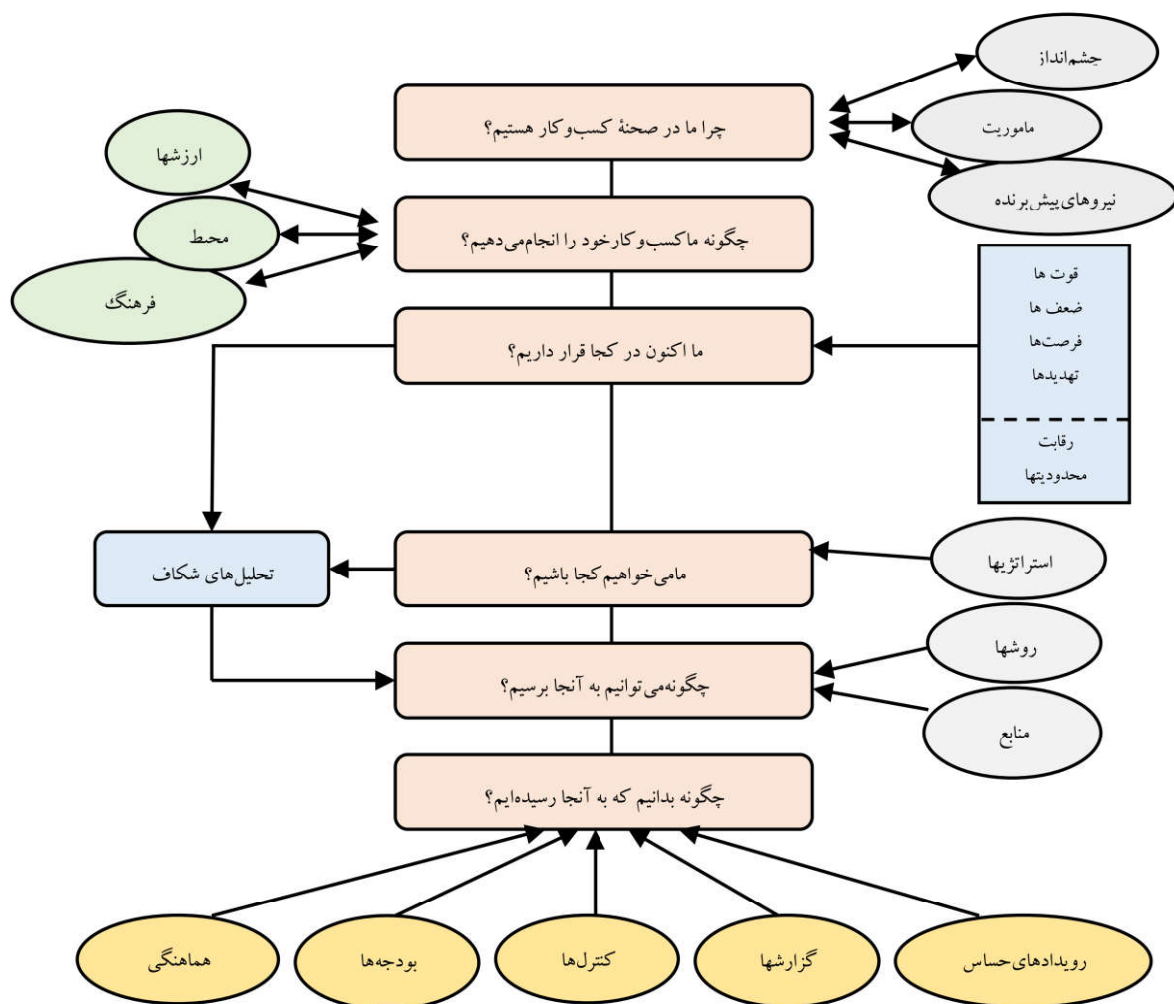 چشم‌انداز
چرا ما در صحنۀ کسب‌وکار هستیم؟
ماموریت
نیروهای‌پیش‌برنده
ارزشها
چگونه ماکسب‌وکارخود را انجام‌می‌دهیم؟
محیط
فرهنگ
قوت ها
ضعف ها
فرصت‌ها
تهدیدها
رقابت
محدودیتها
ما اکنون در کجا قرار داریم؟
استراتژیها
مامی‌خواهیم‌کجا باشیم؟
تحلیل‌های شکاف
روشها
چگونه‌می‌توانیم به آنجا برسیم؟
منابع
چگونه بدانیم که به آنجا رسیده‌ایم؟
رویدادهای‌حساس
گزارشها
کنترل‌ها
بودجه‌ها
هماهنگی